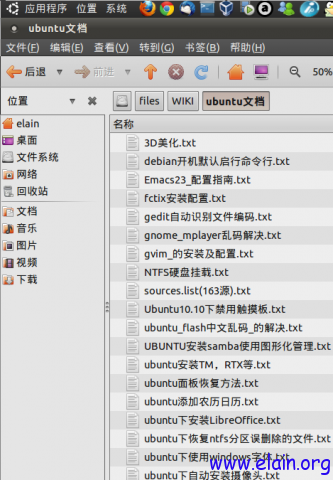 应用程序 位置 系统
ubuntu文档
文件(F) 编辑(E) 查看(V) 转到(G) 书签(B) 帮助(H)
后退 前进 50%
位置 files WIKI ubuntu文档
名称
elain
桌面
文件系统
网络
回收站
文档
音乐
图片
视频
下载
3D美化.txt
debian开机默认启行命令行.txt
Emacs23_配置指南.txt
fctix安装配置.txt
gedit自动识别文件编码.txt
gnome_mplayer乱码解决.txt
gvim_的安装及配置.txt
NTFS硬盘挂载.txt
sources.list(163源).txt
Ubuntu10.10下禁用触摸板.txt
ubuntu_flash中文乱码_的解决.txt
UBUNTU安装samba使用图形化管理.txt
ubuntu安装TM，RTX等.txt
ubuntu面板恢复方法.txt
ubuntu添加农历日历.txt
ubuntu下安装LibreOffice.txt
ubuntu下恢复ntfs分区误删除的文件.txt
ubuntu下使用windows字体.txt
ubuntu下自动安装摄像头.txt
www.elain.org